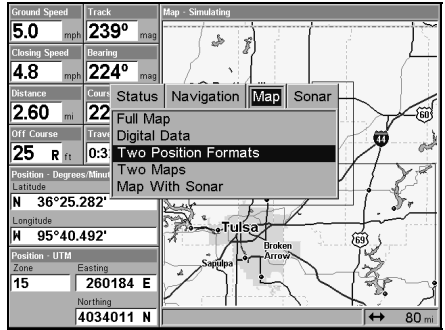 Ground Speed
5.0 mph
Track
239° mag
Map - Simulating
Closing Speed
4.8 mph
Bearing
224° mag
Distance
2.60 mi
Cours
22
Off Course
25 R ft
Trave
0:3
Status Navigation Map Sonar
Full Map
Digital Data
Two Position Formats
Two Maps
Map With Sonar
Position - Degrees/Minut
Latitude
N 36°25.282'
Longitude
W 95°40.492'
Position - UTM
Zone
15
Easting
260184 E
Northing
4034011 N
60
44
Tulsa
Broken
Arrow
Sapulpa
69
↔ 80 mi